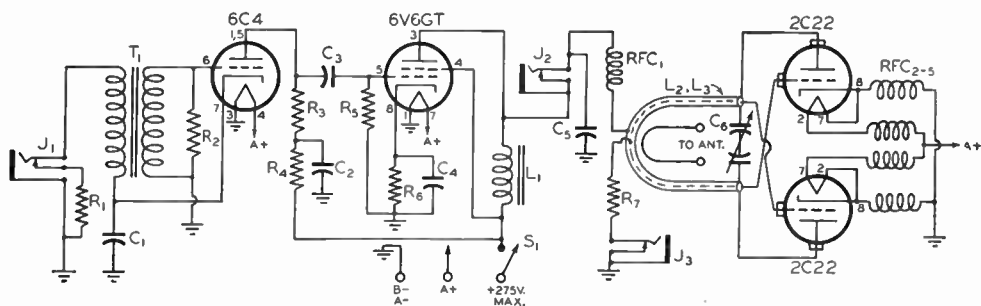 6C4
1,5
6
7
3
4
A+
T1
J1
R1
C1
R2
R3
R4
C2
C3
6V6GT
3
5
4
8
1
7
A+
R5
R6
C4
L1
S1
B-
A-
A+
+275V.
MAX.
J2
C5
RFC1
L2, L3
C6
TO ANT.
R7
J3
2C22
8
2
7
RFC2-5
A+
7
2
8
2C22